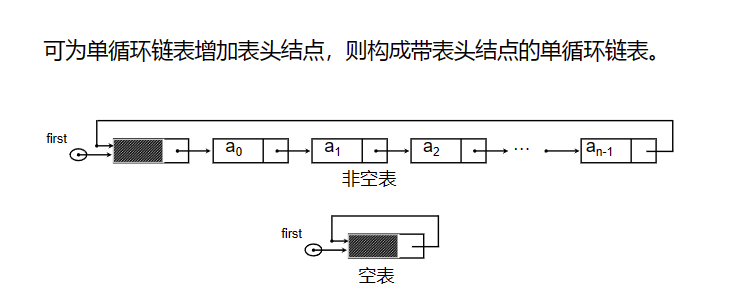 可为单循环链表增加表头结点，则构成带表头结点的单循环链表。
first
a0 a1 a2 ··· an-1
非空表
first
空表